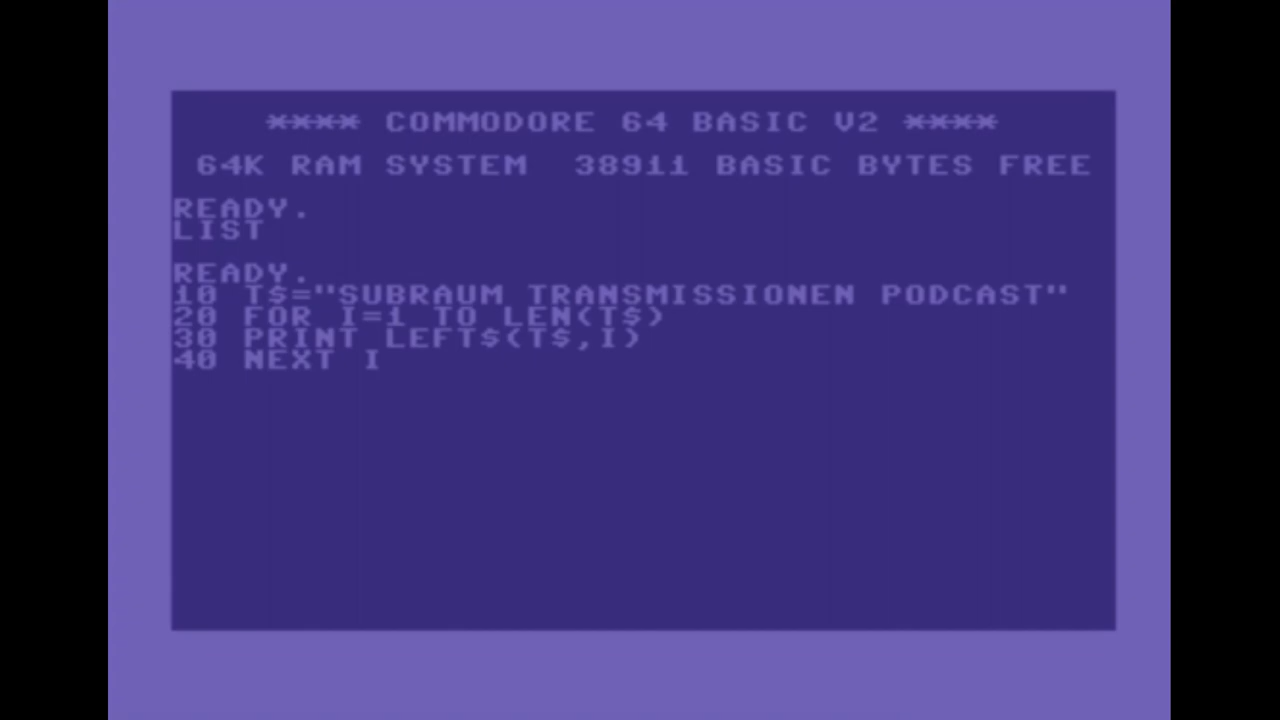 **** COMMODORE 64 BASIC V2 ****
64K RAM SYSTEM  38911 BASIC BYTES FREE
READY.
LIST
READY.
10 T$="SUBRAUM TRANSMISSIONEN PODCAST"
20 FOR I=1 TO LEN(T$)
30 PRINT LEFT$(T$,I)
40 NEXT I